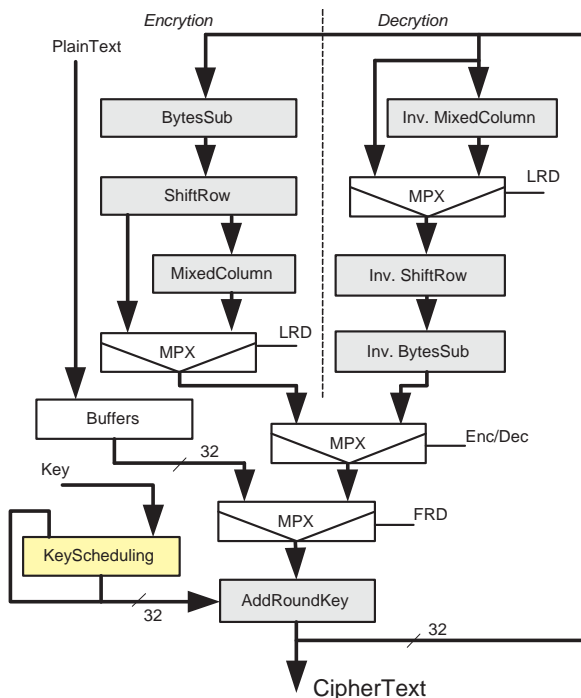 Encrytion
Decrytion
PlainText
BytesSub
Inv. MixedColumn
LRD
ShiftRow
MPX
MixedColumn
Inv. ShiftRow
LRD
MPX
Inv. BytesSub
Buffers
MPX
Enc/Dec
32
Key
MPX
FRD
KeyScheduling
AddRoundKey
32
32
CipherText